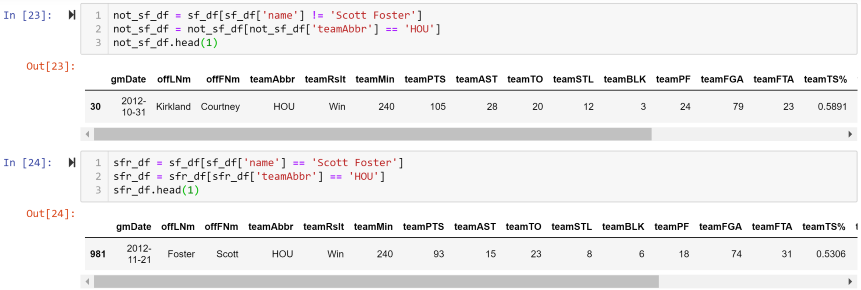 In [23]:
1 not_sf_df = sf_df[sf_df['name'] != 'Scott Foster']
2 not_sf_df = not_sf_df[not_sf_df['teamAbbr'] == 'HOU']
3 not_sf_df.head(1)
Out[23]:
gmDate offLNm offFNm teamAbbr teamRslt teamMin teamPTS teamAST teamTO teamSTL teamBLK teamPF teamFGA teamFTA teamTS%
30 2012-10-31 Kirkland Courtney HOU Win 240 105 28 20 12 3 24 79 23 0.5891
In [24]:
1 sfr_df = sf_df[sf_df['name'] == 'Scott Foster']
2 sfr_df = sfr_df[sfr_df['teamAbbr'] == 'HOU']
3 sfr_df.head(1)
Out[24]:
gmDate offLNm offFNm teamAbbr teamRslt teamMin teamPTS teamAST teamTO teamSTL teamBLK teamPF teamFGA teamFTA teamTS%
981 2012-11-21 Foster Scott HOU Win 240 93 15 23 8 6 18 74 31 0.5306